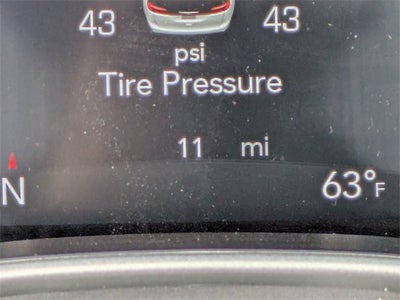 43 43
psi
Tire Pressure
11 mi
N 63°F